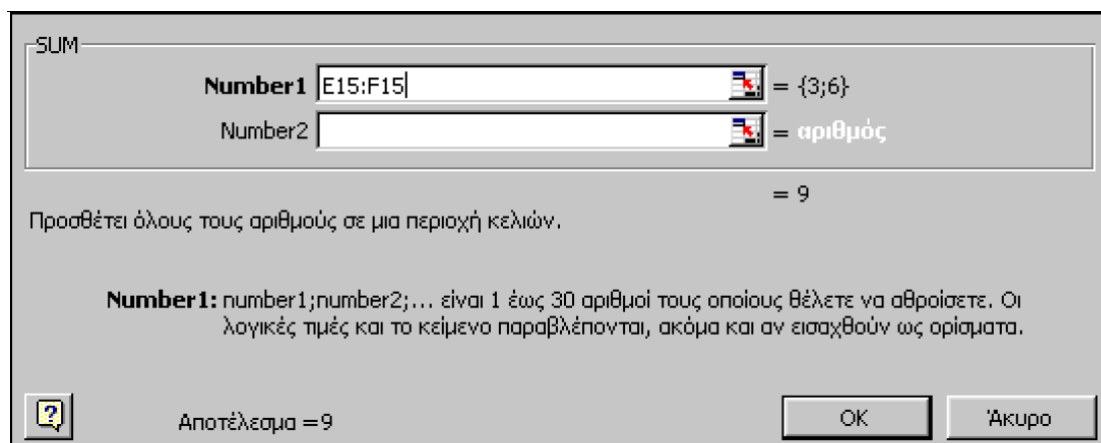 SUM
Number1 E15:F15 = {3;6}
Number2 = αριθμός
= 9
Προσθέτει όλους τους αριθμούς σε μια περιοχή κελιών.
Number1: number1;number2;... είναι 1 έως 30 αριθμοί τους οποίους θέλετε να αθροίσετε. Οι
λογικές τιμές και το κείμενο παραβλέπονται, ακόμα και αν εισαχθούν ως ορίσματα.
? Αποτέλεσμα =9 OK Άκυρο